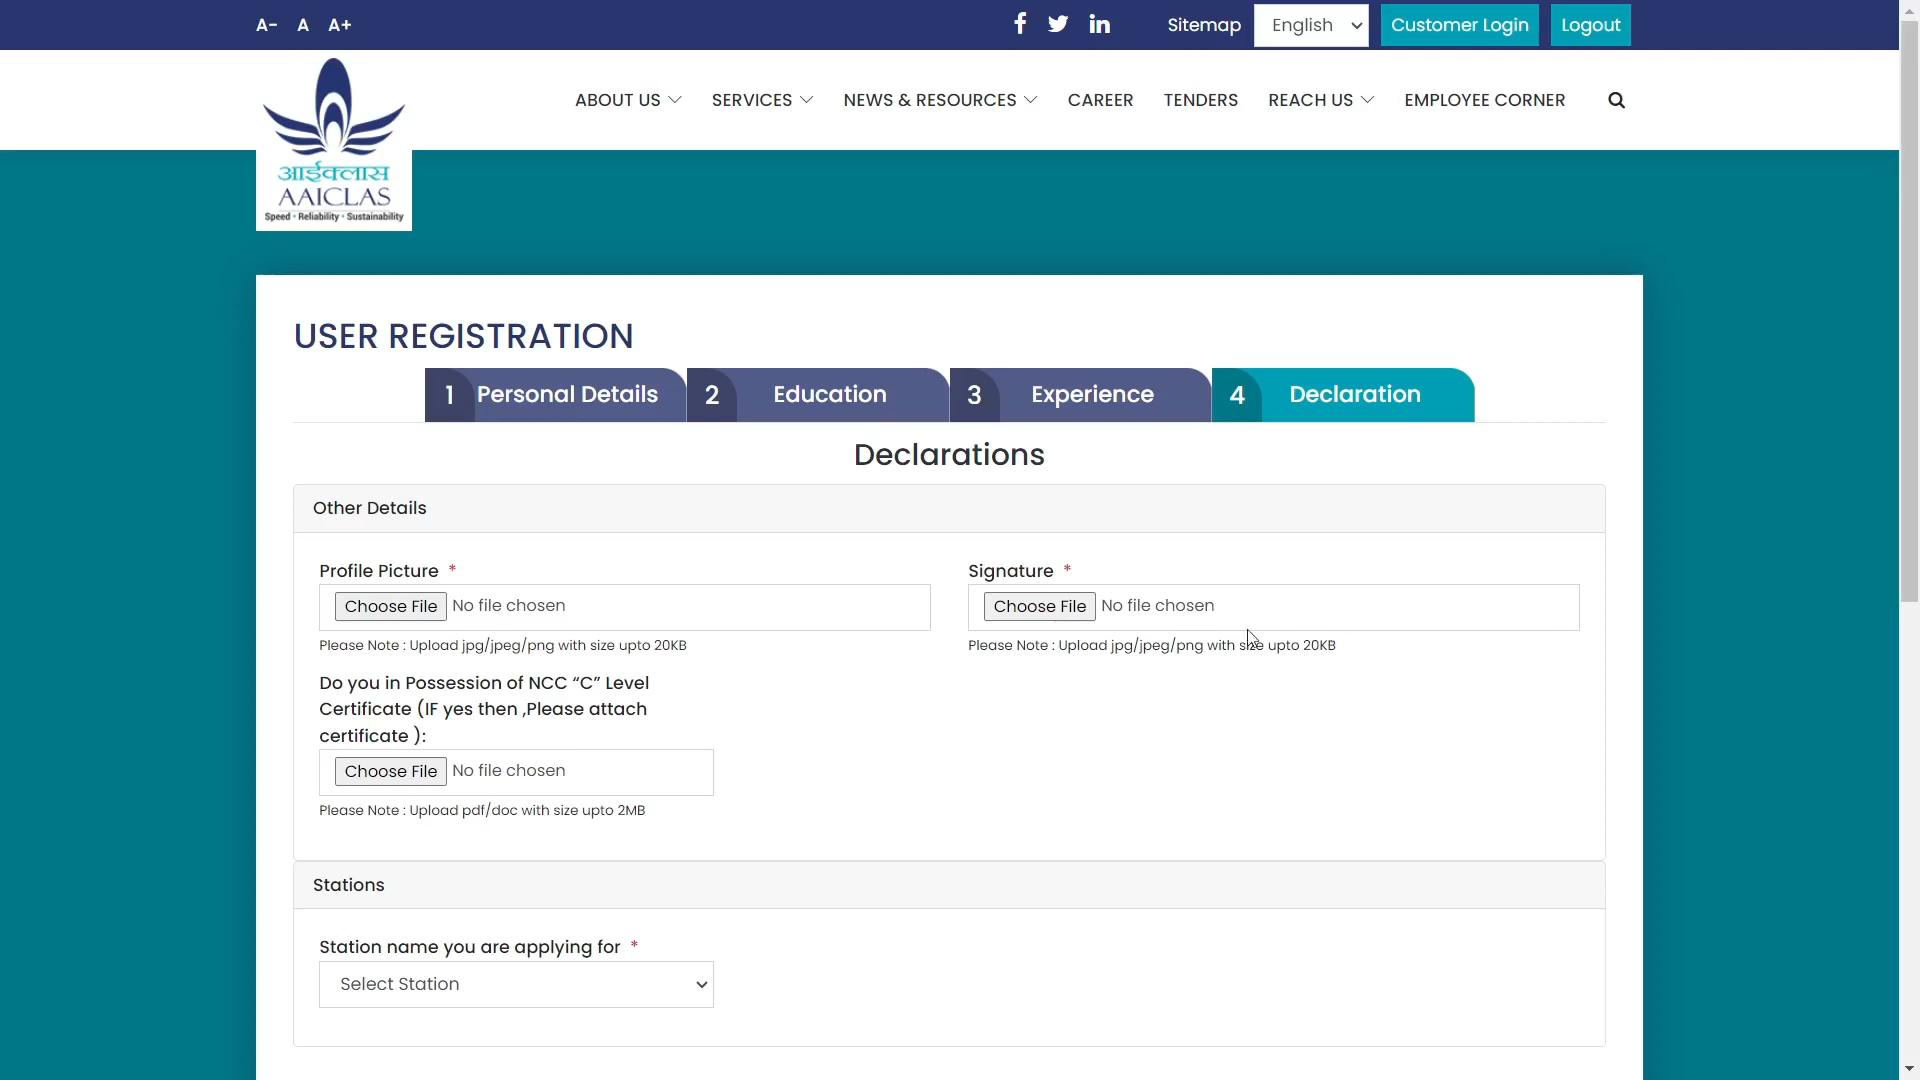 A- A A+ Sitemap English Customer Login Logout
ABOUT US SERVICES NEWS & RESOURCES CAREER TENDERS REACH US EMPLOYEE CORNER
आईक्लास
AAICLAS
Speed • Reliability • Sustainability
USER REGISTRATION
1 Personal Details 2 Education 3 Experience 4 Declaration
Declarations
Other Details
Profile Picture * Signature *
Choose File No file chosen Choose File No file chosen
Please Note : Upload jpg/jpeg/png with size upto 20KB Please Note : Upload jpg/jpeg/png with size upto 20KB
Do you in Possession of NCC “C” Level
Certificate (IF yes then ,Please attach
certificate ):
Choose File No file chosen
Please Note : Upload pdf/doc with size upto 2MB
Stations
Station name you are applying for *
Select Station